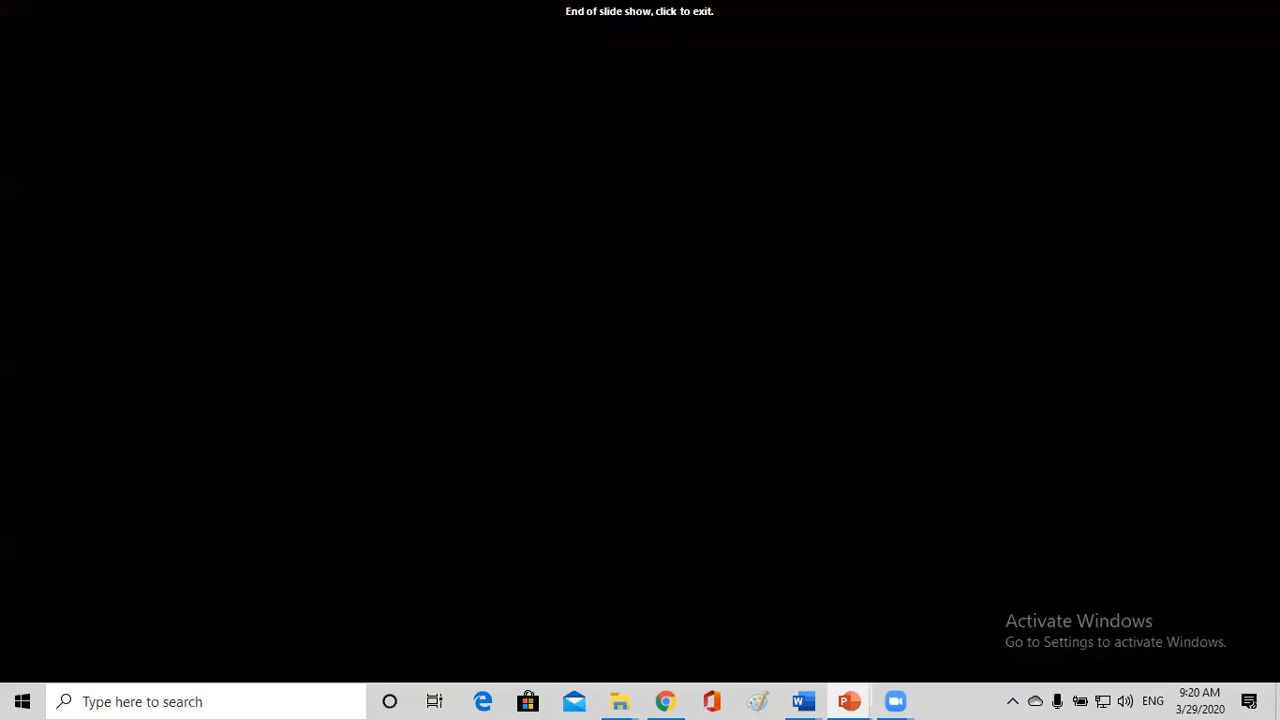 End of slide show, click to exit.
Activate Windows
Go to Settings to activate Windows.
Type here to search
ENG
9:20 AM
3/29/2020